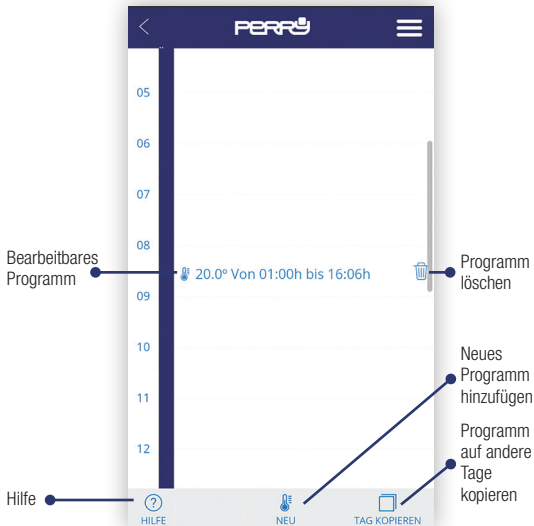 PERRY
05
06
07
08
Bearbeitbares
Programm
20.0° Von 01:00h bis 16:06h
Programm
löschen
09
10
Neues
Programm
hinzufügen
11
Programm
auf andere
Tage
kopieren
12
Hilfe
HILFE
NEU
TAG KOPIEREN